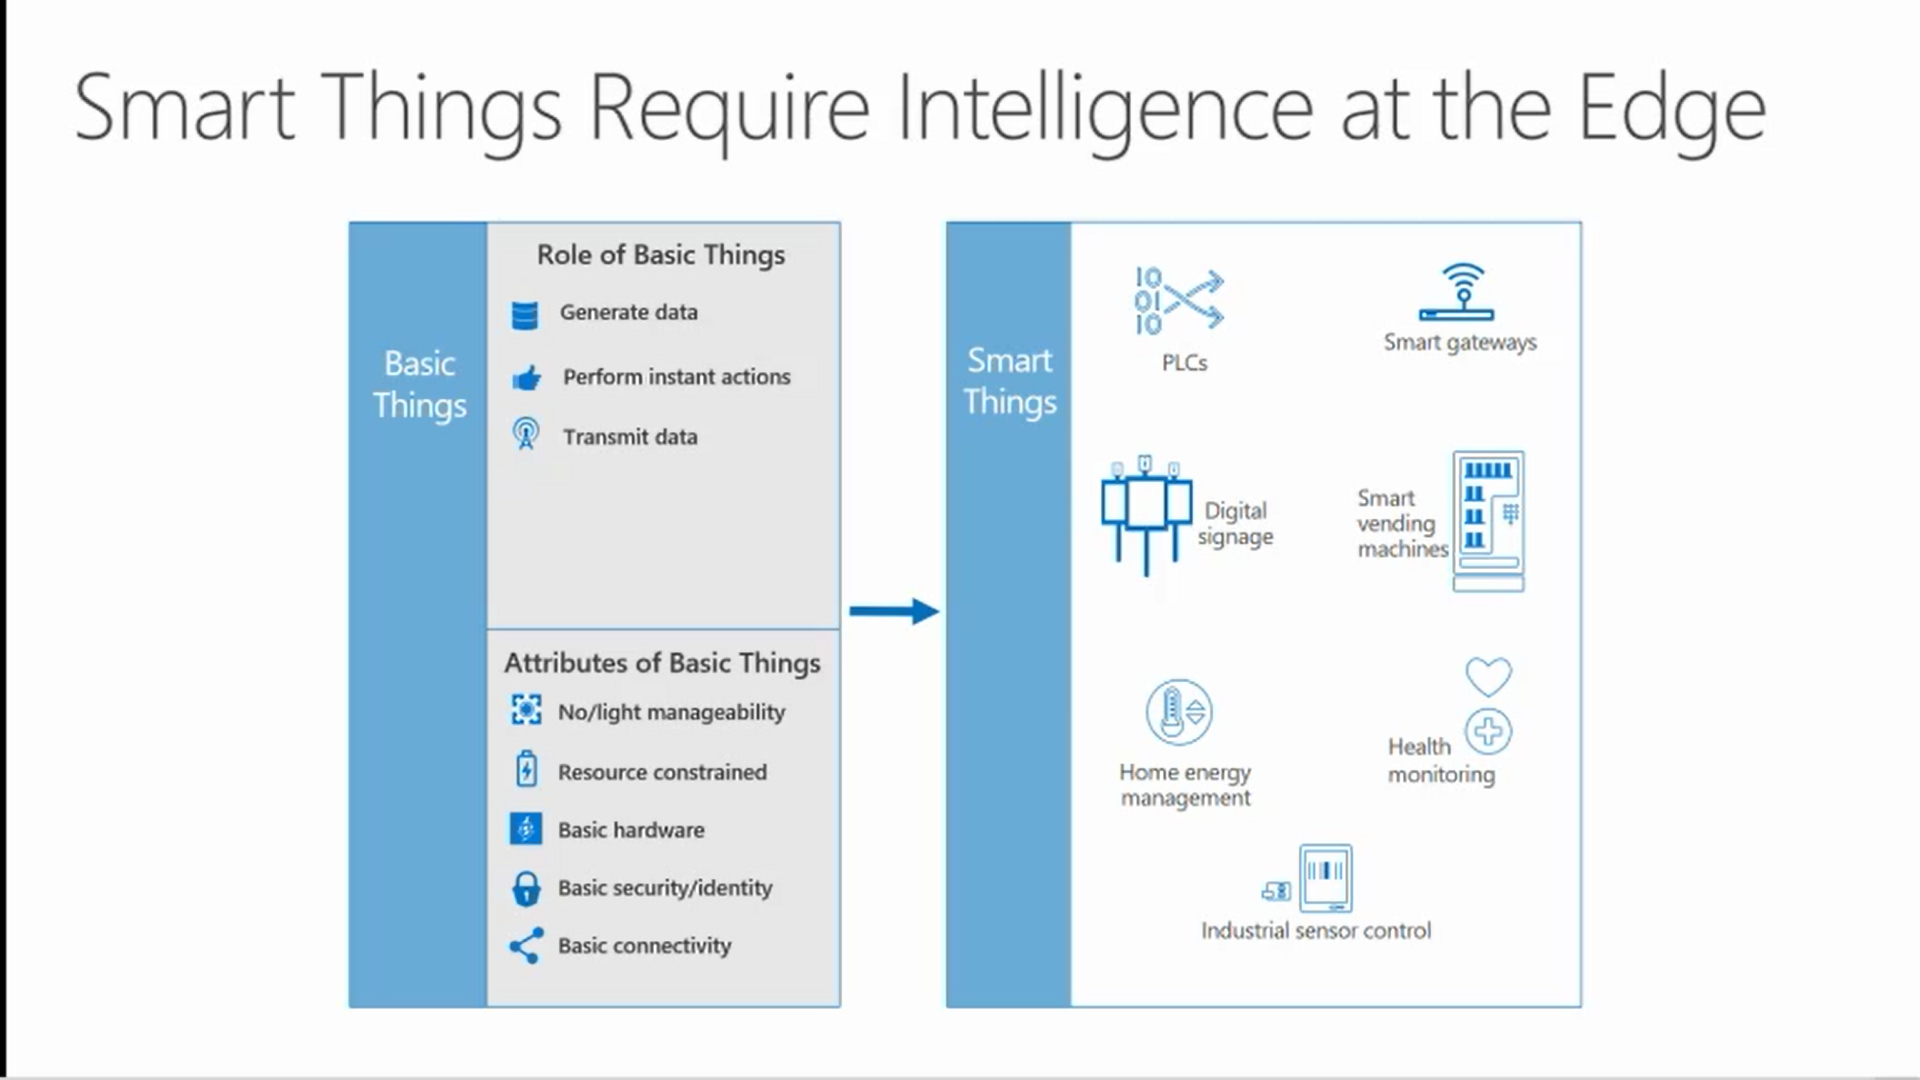 Smart Things Require Intelligence at the Edge
Basic
Things
Role of Basic Things
Generate data
Perform instant actions
Transmit data
Attributes of Basic Things
No/light manageability
Resource constrained
Basic hardware
Basic security/identity
Basic connectivity
Smart
Things
10
01
10
PLCs
Smart gateways
Digital
signage
Smart
vending
machines
Home energy
management
Health
monitoring
Industrial sensor control